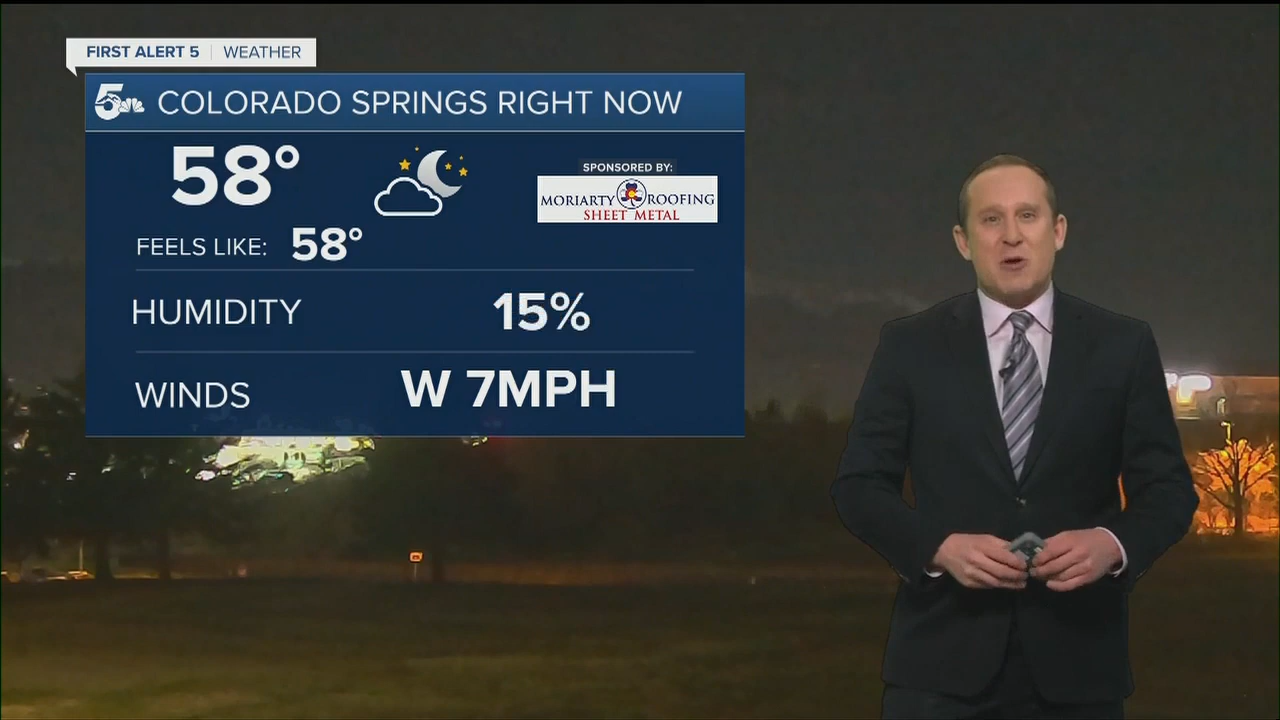 FIRST ALERT 5 | WEATHER
5 COLORADO SPRINGS RIGHT NOW
58°
SPONSORED BY:
MORIARTY ROOFING
SHEET METAL
FEELS LIKE: 58°
HUMIDITY 15%
WINDS W 7MPH